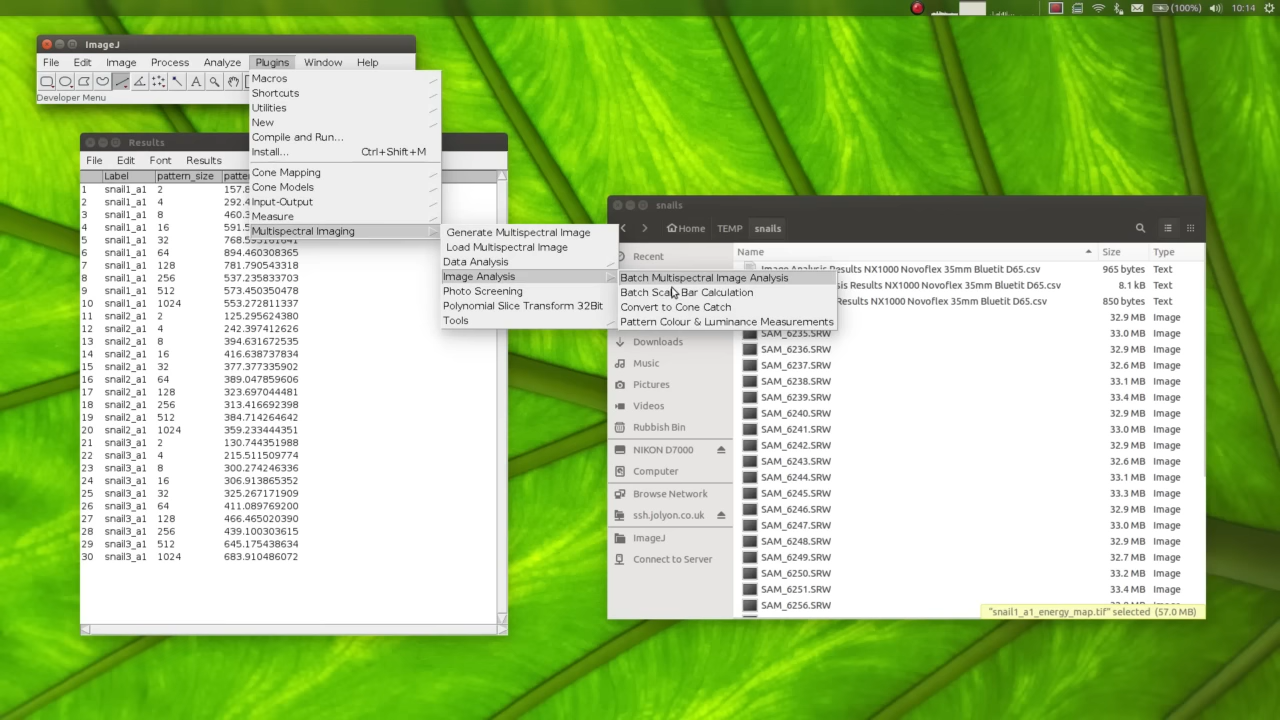 (100%) 10:14
ImageJ
File Edit Image Process Analyze Plugins Window Help
Developer Menu
Macros
Shortcuts
Utilities
New
Compile and Run...
Install... Ctrl+Shift+M
Cone Mapping
Cone Models
Input-Output
Measure
Multispectral Imaging
Generate Multispectral Image
Load Multispectral Image
Data Analysis
Image Analysis
Photo Screening
Polynomial Slice Transform 32Bit
Tools
Batch Multispectral Image Analysis
Batch Scale Bar Calculation
Convert to Cone Catch
Pattern Colour & Luminance Measurements
Results
File Edit Font Results
Label pattern_size
1 snail1_a1 2 157.8
2 snail1_a1 4 292.4
3 snail1_a1 8 460.3
4 snail1_a1 16 591.5
5 snail1_a1 32
6 snail1_a1 64 894.460308365
7 snail1_a1 128 781.790544318
8 snail1_a1 256 537.235833703
9 snail1_a1 512 573.450350478
10 snail1_a1 1024 553.272811337
11 snail2_a1 2 125.295624380
12 snail2_a1 4 242.397412626
13 snail2_a1 8 394.631672535
14 snail2_a1 16 416.638737834
15 snail2_a1 32 377.377335902
16 snail2_a1 64 389.047859606
17 snail2_a1 128 323.697044481
18 snail2_a1 256 313.416692398
19 snail2_a1 512 384.714264642
20 snail2_a1 1024 359.233444351
21 snail3_a1 2 130.744351988
22 snail3_a1 4 215.511509774
23 snail3_a1 8 300.274246336
24 snail3_a1 16 306.913865352
25 snail3_a1 32 325.267171909
26 snail3_a1 64 411.089769200
27 snail3_a1 128 466.465020390
28 snail3_a1 256 439.100303615
29 snail3_a1 512 645.175438634
30 snail3_a1 1024 683.910486072
snails
Home TEMP snails
Recent
Downloads
Music
Pictures
Videos
Rubbish Bin
NIKON D7000
Computer
Browse Network
ssh.jolyon.co.uk
ImageJ
Connect to Server
Name Size Type
Image Analysis Results NX1000 Novoflex 35mm Bluetit D65.csv 965 bytes Text
Results NX1000 Novoflex 35mm Bluetit D65.csv 8.1 kB Text
Results NX1000 Novoflex 35mm Bluetit D65.csv 850 bytes Text
32.9 MB Image
SAM_6235.SRW 33.0 MB Image
SAM_6236.SRW 32.9 MB Image
SAM_6237.SRW 32.6 MB Image
SAM_6238.SRW 33.1 MB Image
SAM_6239.SRW 33.4 MB Image
SAM_6240.SRW 32.9 MB Image
SAM_6241.SRW 33.0 MB Image
SAM_6242.SRW 32.9 MB Image
SAM_6243.SRW 32.6 MB Image
SAM_6244.SRW 33.1 MB Image
SAM_6245.SRW 33.3 MB Image
SAM_6246.SRW 32.9 MB Image
SAM_6247.SRW 33.0 MB Image
SAM_6248.SRW 32.9 MB Image
SAM_6249.SRW 32.7 MB Image
SAM_6250.SRW 33.2 MB Image
SAM_6251.SRW 33.4 MB Image
SAM_6256.SRW Image
"snail1_a1_energy_map.tif" selected (57.0 MB)